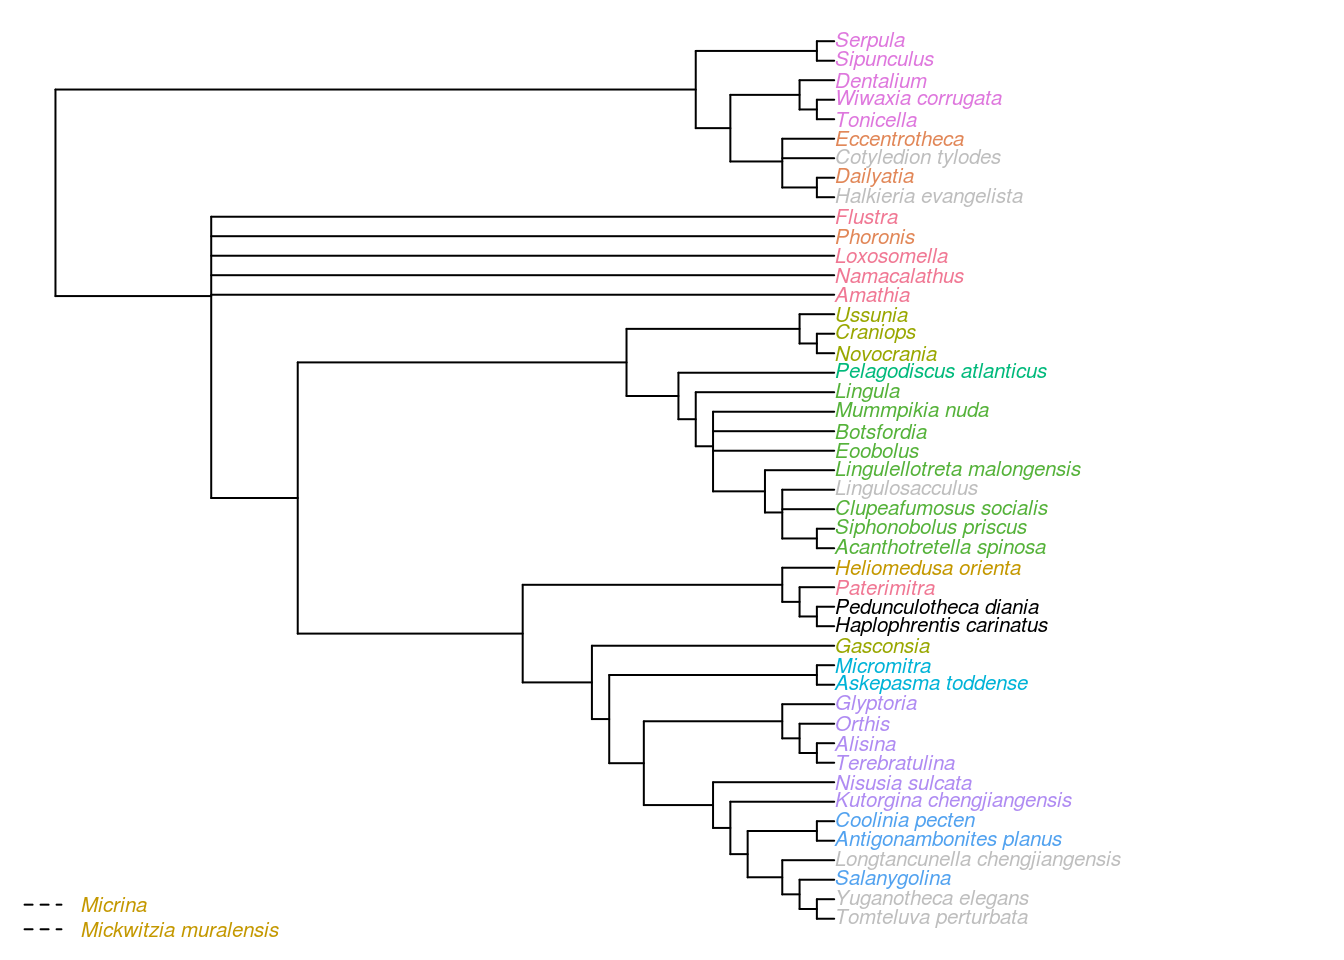 Serpula
Sipunculus
Dentalium
Wiwaxia corrugata
Tonicella
Eccentrotheca
Cotyledion tylodes
Dailyatia
Halkieria evangelista
Flustra
Phoronis
Loxosomella
Namacalathus
Amathia
Ussunia
Craniops
Novocrania
Pelagodiscus atlanticus
Lingula
Mummpikia nuda
Botsfordia
Eoobolus
Lingulellotreta malongensis
Lingulosacculus
Clupeafumosus socialis
Siphonobolus priscus
Acanthotretella spinosa
Heliomedusa orienta
Paterimitra
Pedunculotheca diania
Haplophrentis carinatus
Gasconsia
Micromitra
Askepasma toddense
Glyptoria
Orthis
Alisina
Terebratulina
Nisusia sulcata
Kutorgina chengjiangensis
Coolinia pecten
Antigonambonites planus
Longtancunella chengjiangensis
Salanygolina
Yuganotheca elegans
Tomteluva perturbata
Micrina
Mickwitzia muralensis